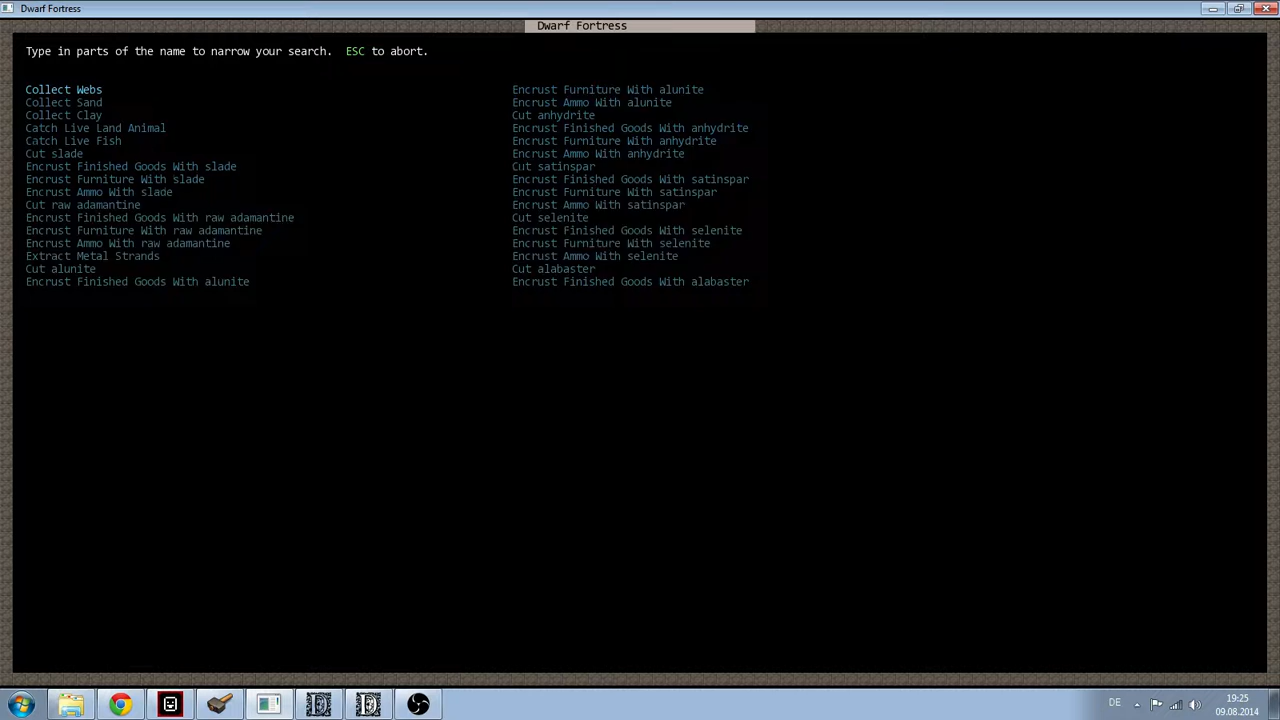 Dwarf Fortress
Dwarf Fortress
Type in parts of the name to narrow your search.  ESC to abort.
Collect Webs
Collect Sand
Collect Clay
Catch Live Land Animal
Catch Live Fish
Cut slade
Encrust Finished Goods With slade
Encrust Furniture With slade
Encrust Ammo With slade
Cut raw adamantine
Encrust Finished Goods With raw adamantine
Encrust Furniture With raw adamantine
Encrust Ammo With raw adamantine
Extract Metal Strands
Cut alunite
Encrust Finished Goods With alunite
Encrust Furniture With alunite
Encrust Ammo With alunite
Cut anhydrite
Encrust Finished Goods With anhydrite
Encrust Furniture With anhydrite
Encrust Ammo With anhydrite
Cut satinspar
Encrust Finished Goods With satinspar
Encrust Furniture With satinspar
Encrust Ammo With satinspar
Cut selenite
Encrust Finished Goods With selenite
Encrust Furniture With selenite
Encrust Ammo With selenite
Cut alabaster
Encrust Finished Goods With alabaster
DE
19:25
09.08.2014